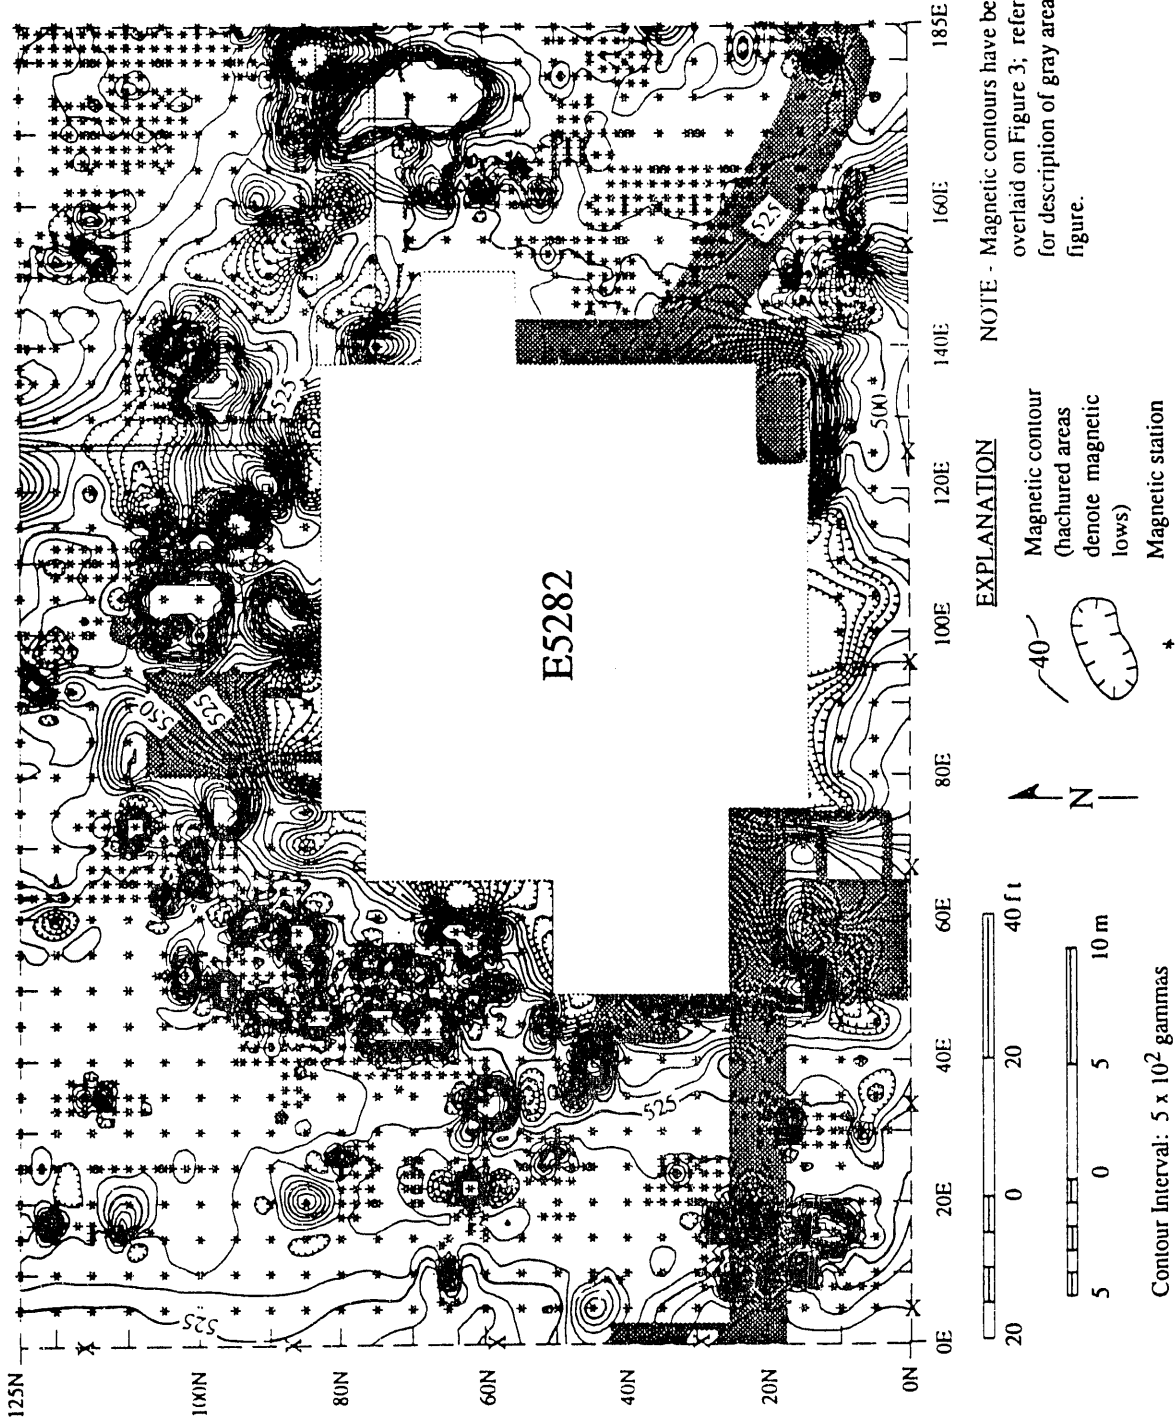 125N
100N
80N
60N
40N
20N
0N
185E
160E
140E
120E
100E
80E
60E
40E
20E
0E
525
525
500
E5282
550
525
525
525
NOTE - Magnetic contours have be
overlaid on Figure 3; refer
for description of gray area
figure.
EXPLANATION
40
Magnetic contour
(hachured areas
denote magnetic
lows)
* Magnetic station
N
20 0 20 40 ft
5 0 5 10 m
Contour Interval: 5 x 10² gammas